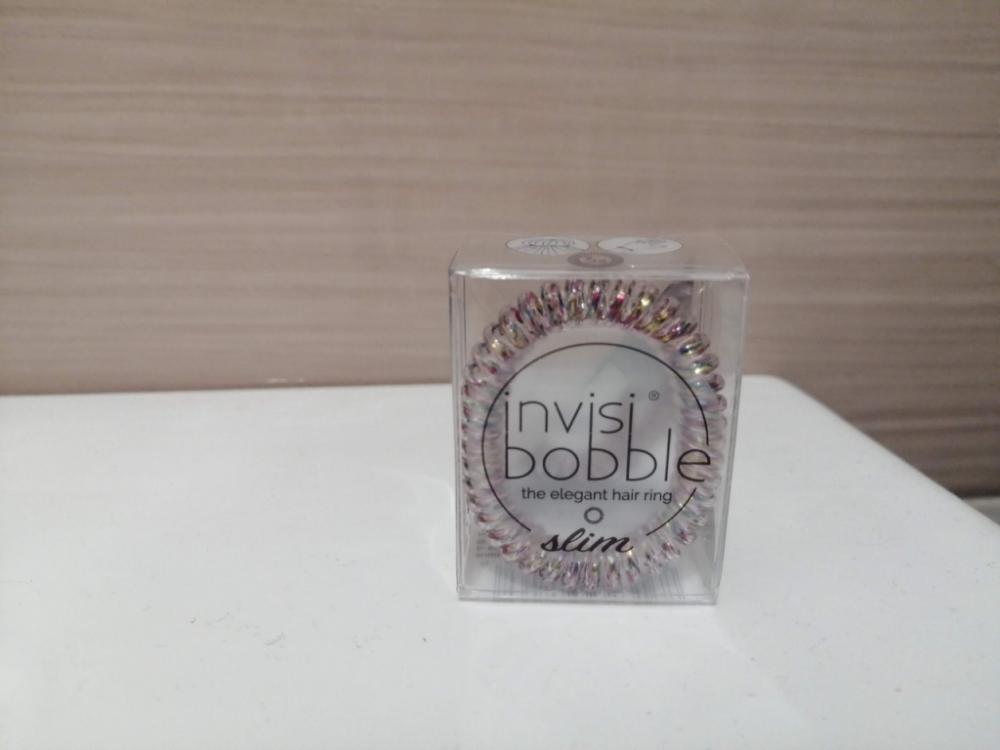 invisi®
bobble
the elegant hair ring
slim